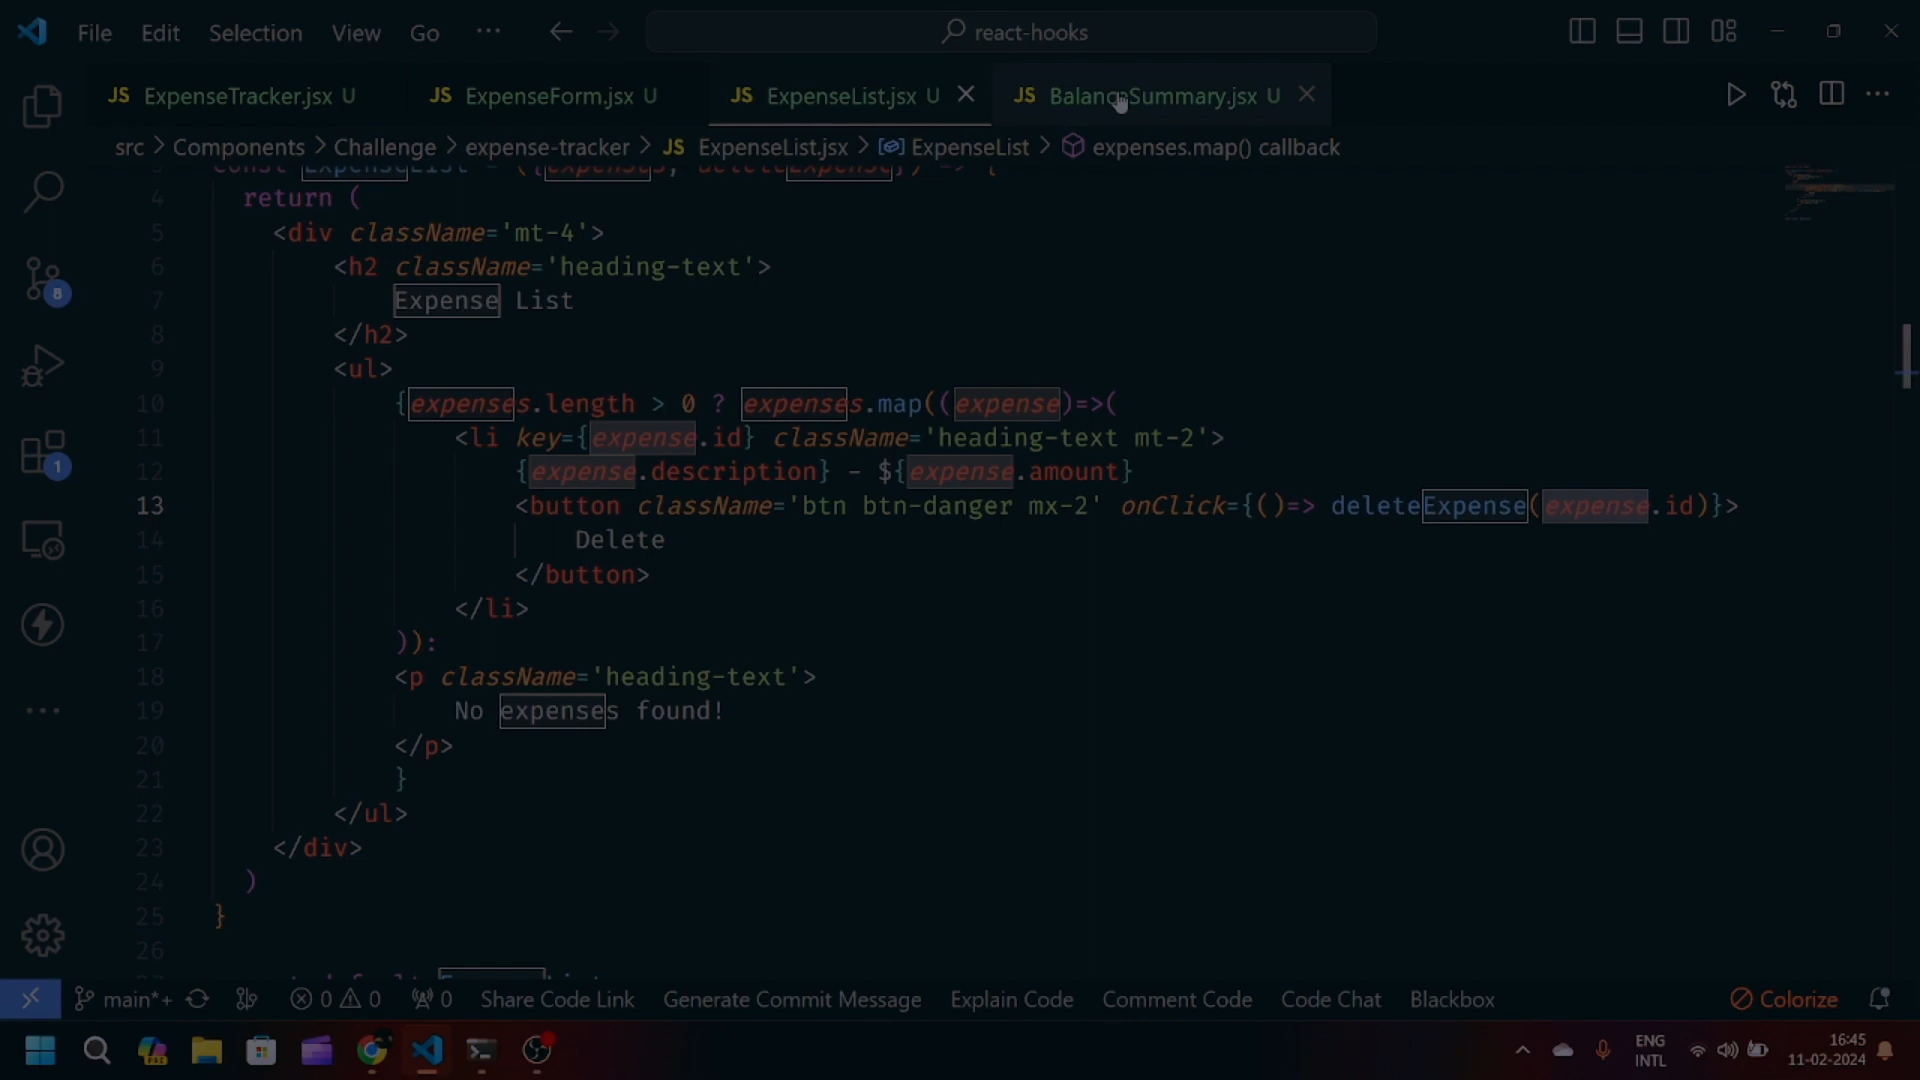 File Edit Selection View Go ··· react-hooks
JS ExpenseTracker.jsx U JS ExpenseForm.jsx U JS ExpenseList.jsx U JS BalanceSummary.jsx U
src > Components > Challenge > expense-tracker > JS ExpenseList.jsx > ExpenseList > expenses.map() callback
const ExpenseList = ({expenses, deleteExpense}) => {
4 return (
5 <div className='mt-4'>
6 <h2 className='heading-text'>
7 Expense List
8 </h2>
9 <ul>
10 {expenses.length > 0 ? expenses.map((expense)=>(
11 <li key={expense.id} className='heading-text mt-2'>
12 {expense.description} - ${expense.amount}
13 <button className='btn btn-danger mx-2' onClick={()=> deleteExpense(expense.id)}>
14 Delete
15 </button>
16 </li>
17 )):
18 <p className='heading-text'>
19 No expenses found!
20 </p>
21 }
22 </ul>
23 </div>
24 )
25 }
26
8
1
main*+ 0 0 0 Share Code Link Generate Commit Message Explain Code Comment Code Code Chat Blackbox Colorize
ENG
INTL
16:45
11-02-2024